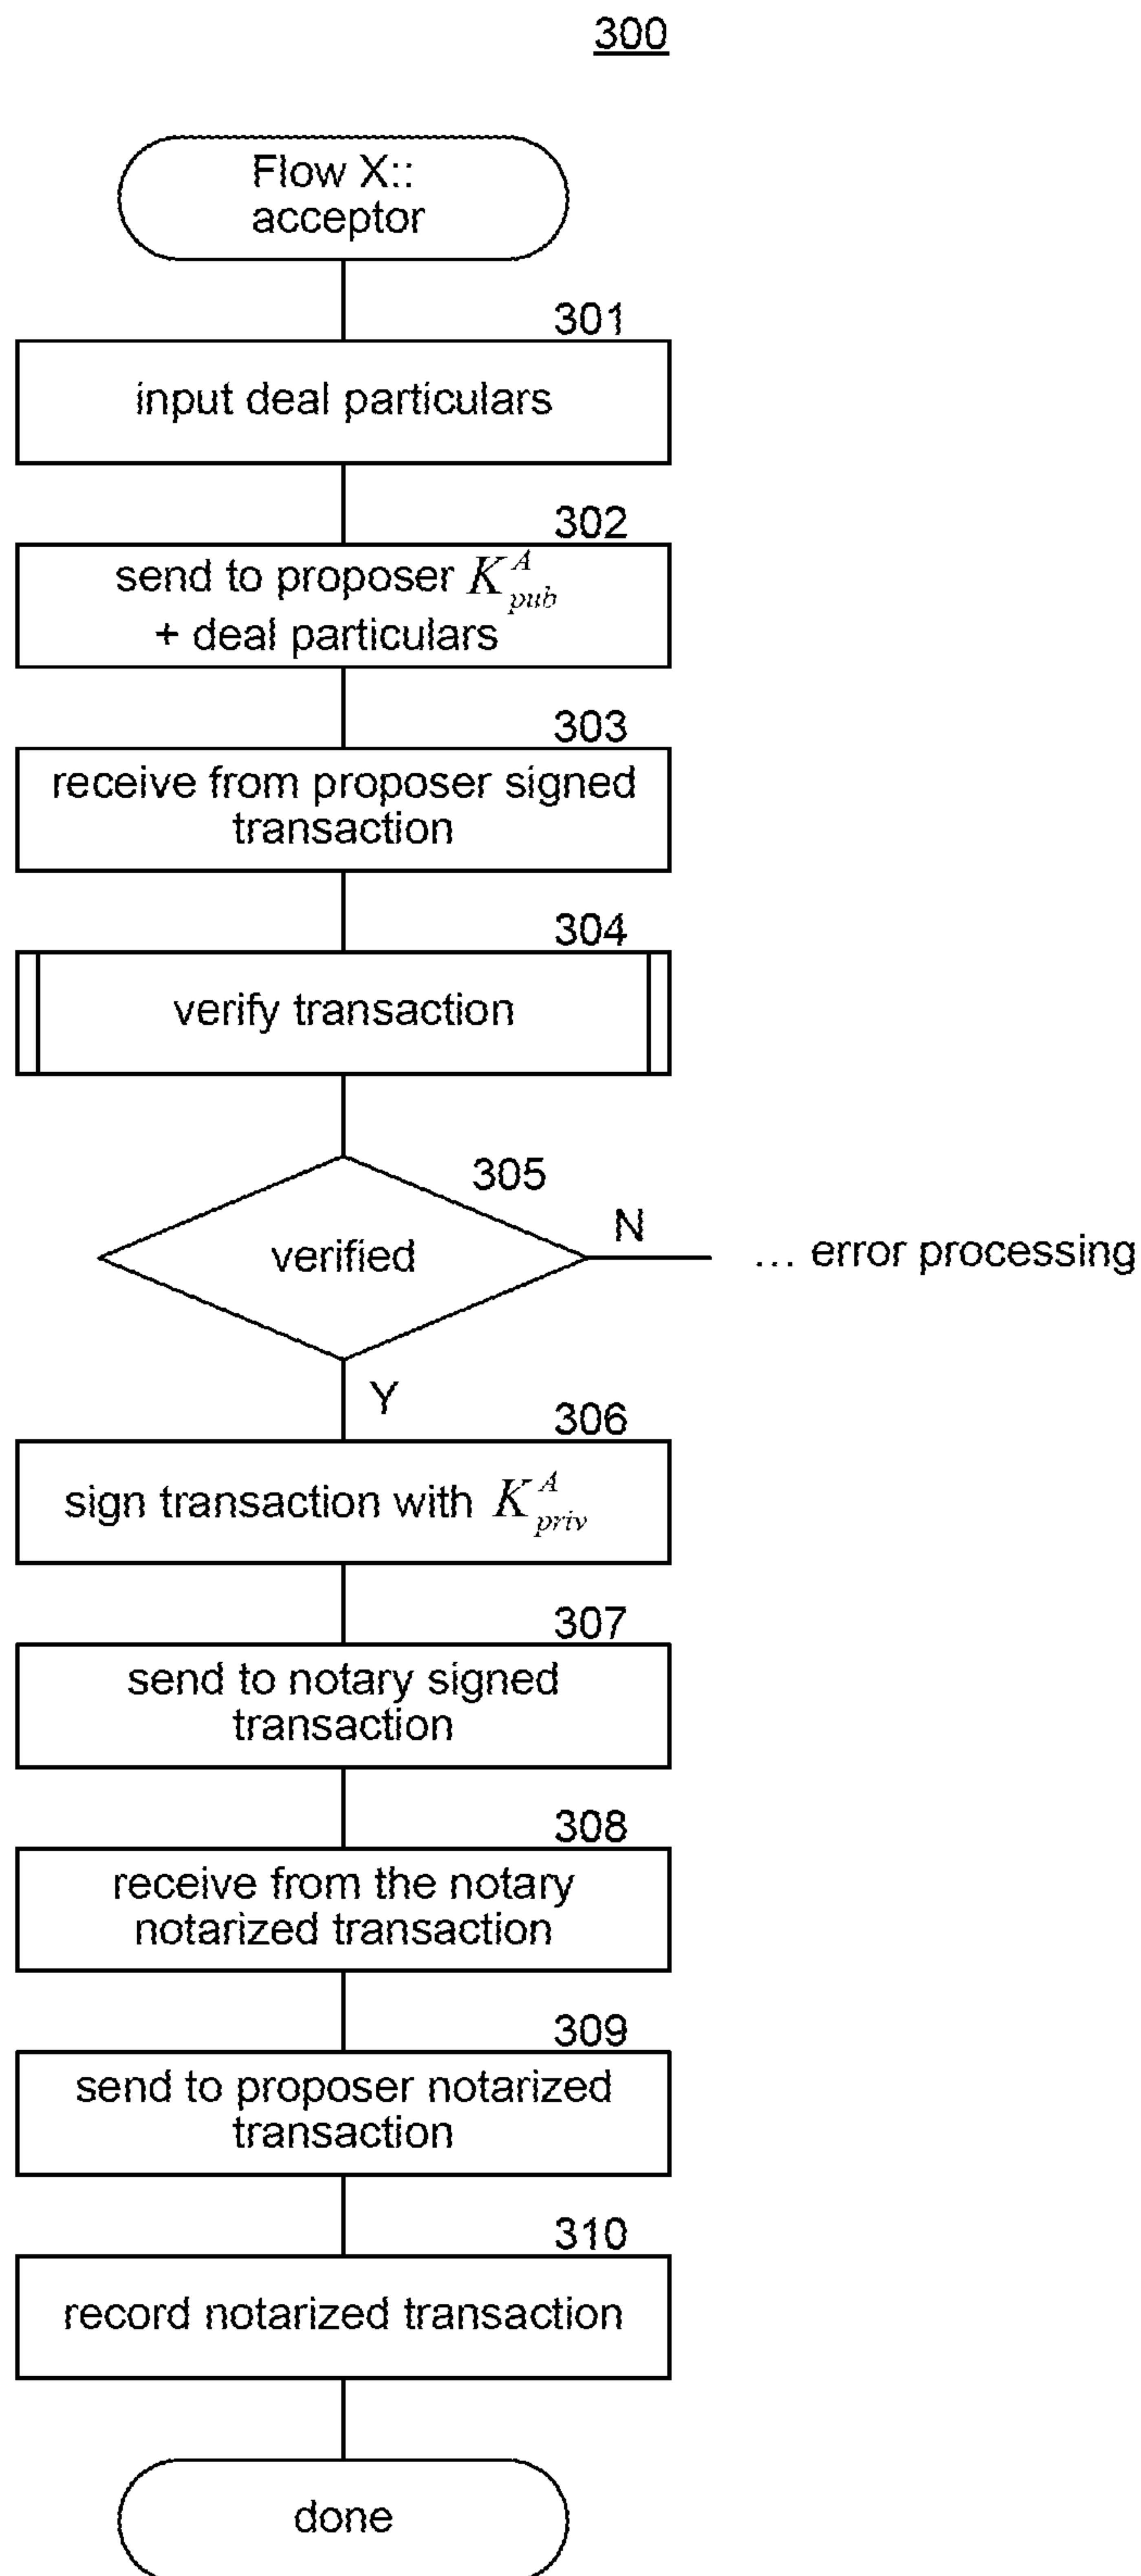 300
Flow X::
acceptor
301
input deal particulars
302
send to proper K^A_pub
+ deal particulars
303
receive from proposer signed
transaction
304
verify transaction
305
verified
N
... error processing
Y
306
sign transaction with K^A_priv
307
send to notary signed
transaction
308
receive from the notary
notarized transaction
309
send to proposer notarized
transaction
310
record notarized transaction
done